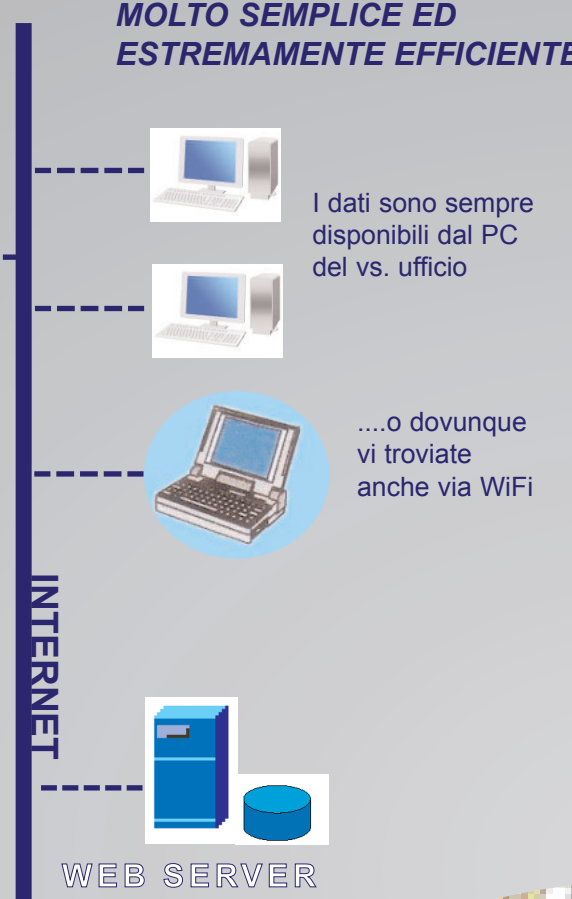 MOLTO SEMPLICE ED
ESTREMAMENTE EFFICIENTE
I dati sono sempre
disponibili dal PC
del vs. ufficio
....o dovunque
vi troviate
anche via WiFi
INTERNET
WEB SERVER